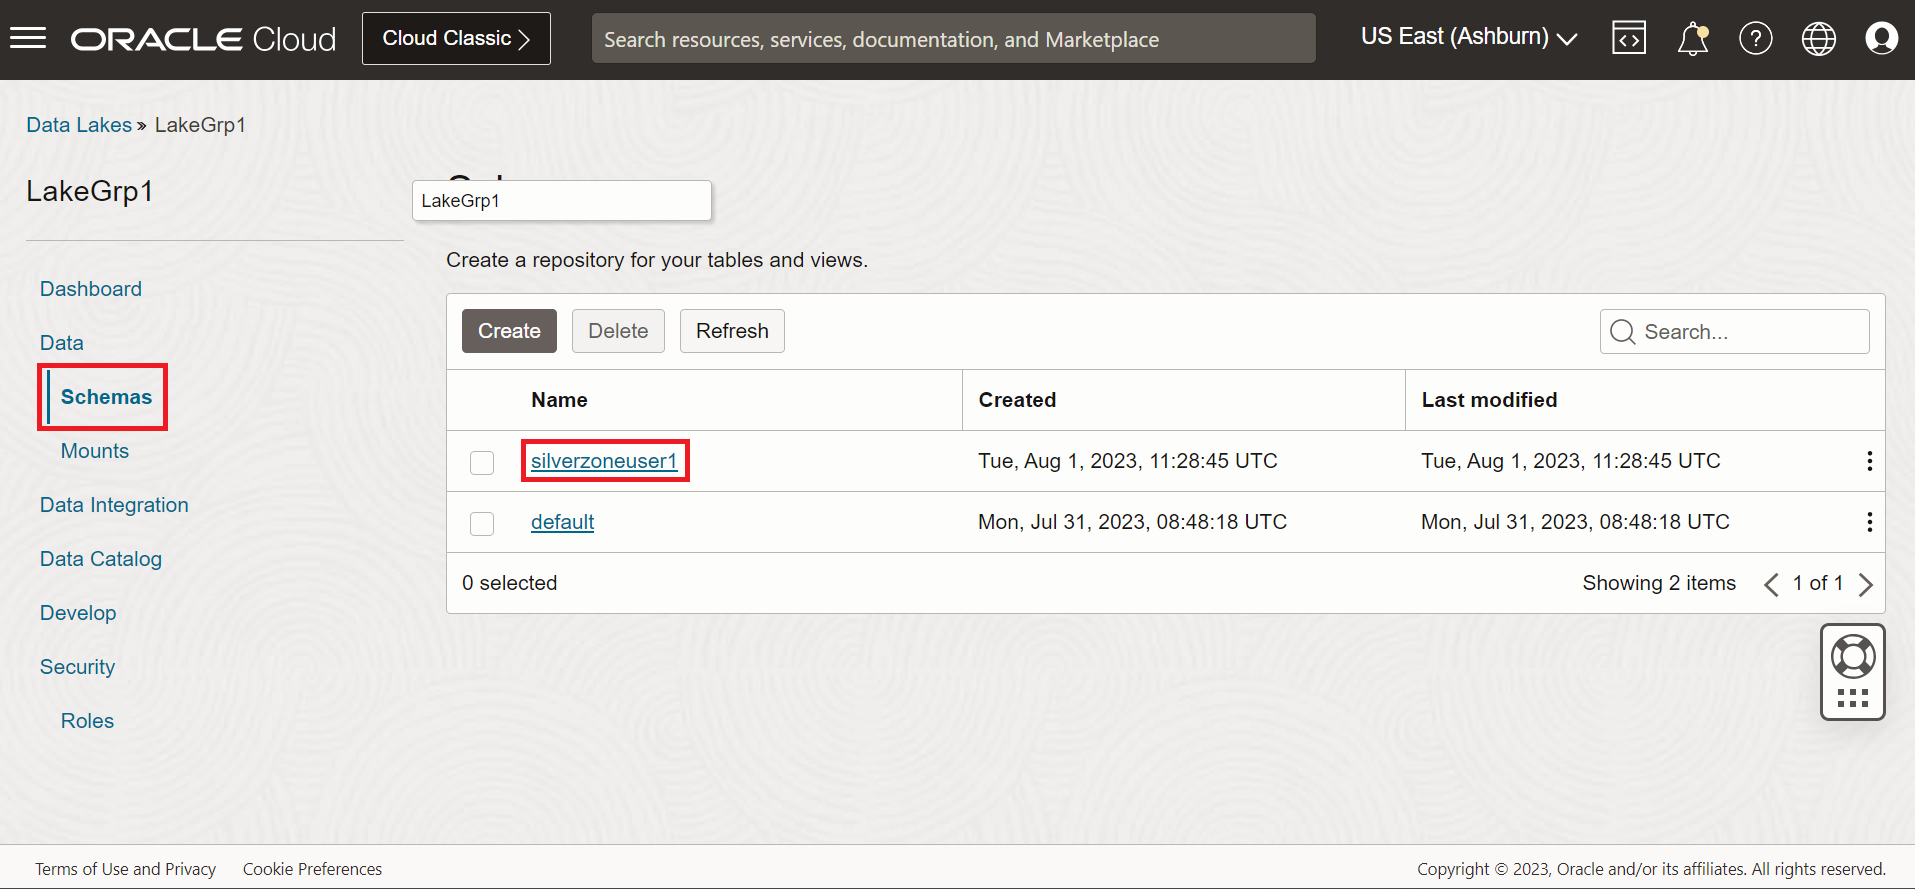 ORACLE Cloud
Cloud Classic
Search resources, services, documentation, and Marketplace
US East (Ashburn)
Data Lakes » LakeGrp1
LakeGrp1
LakeGrp1
Create a repository for your tables and views.
Dashboard
Data
Schemas
Mounts
Data Integration
Data Catalog
Develop
Security
Roles
Create Delete Refresh
Search...
Name Created Last modified
silverzoneuser1 Tue, Aug 1, 2023, 11:28:45 UTC Tue, Aug 1, 2023, 11:28:45 UTC
default Mon, Jul 31, 2023, 08:48:18 UTC Mon, Jul 31, 2023, 08:48:18 UTC
0 selected Showing 2 items 1 of 1
Terms of Use and Privacy Cookie Preferences
Copyright © 2023, Oracle and/or its affiliates. All rights reserved.